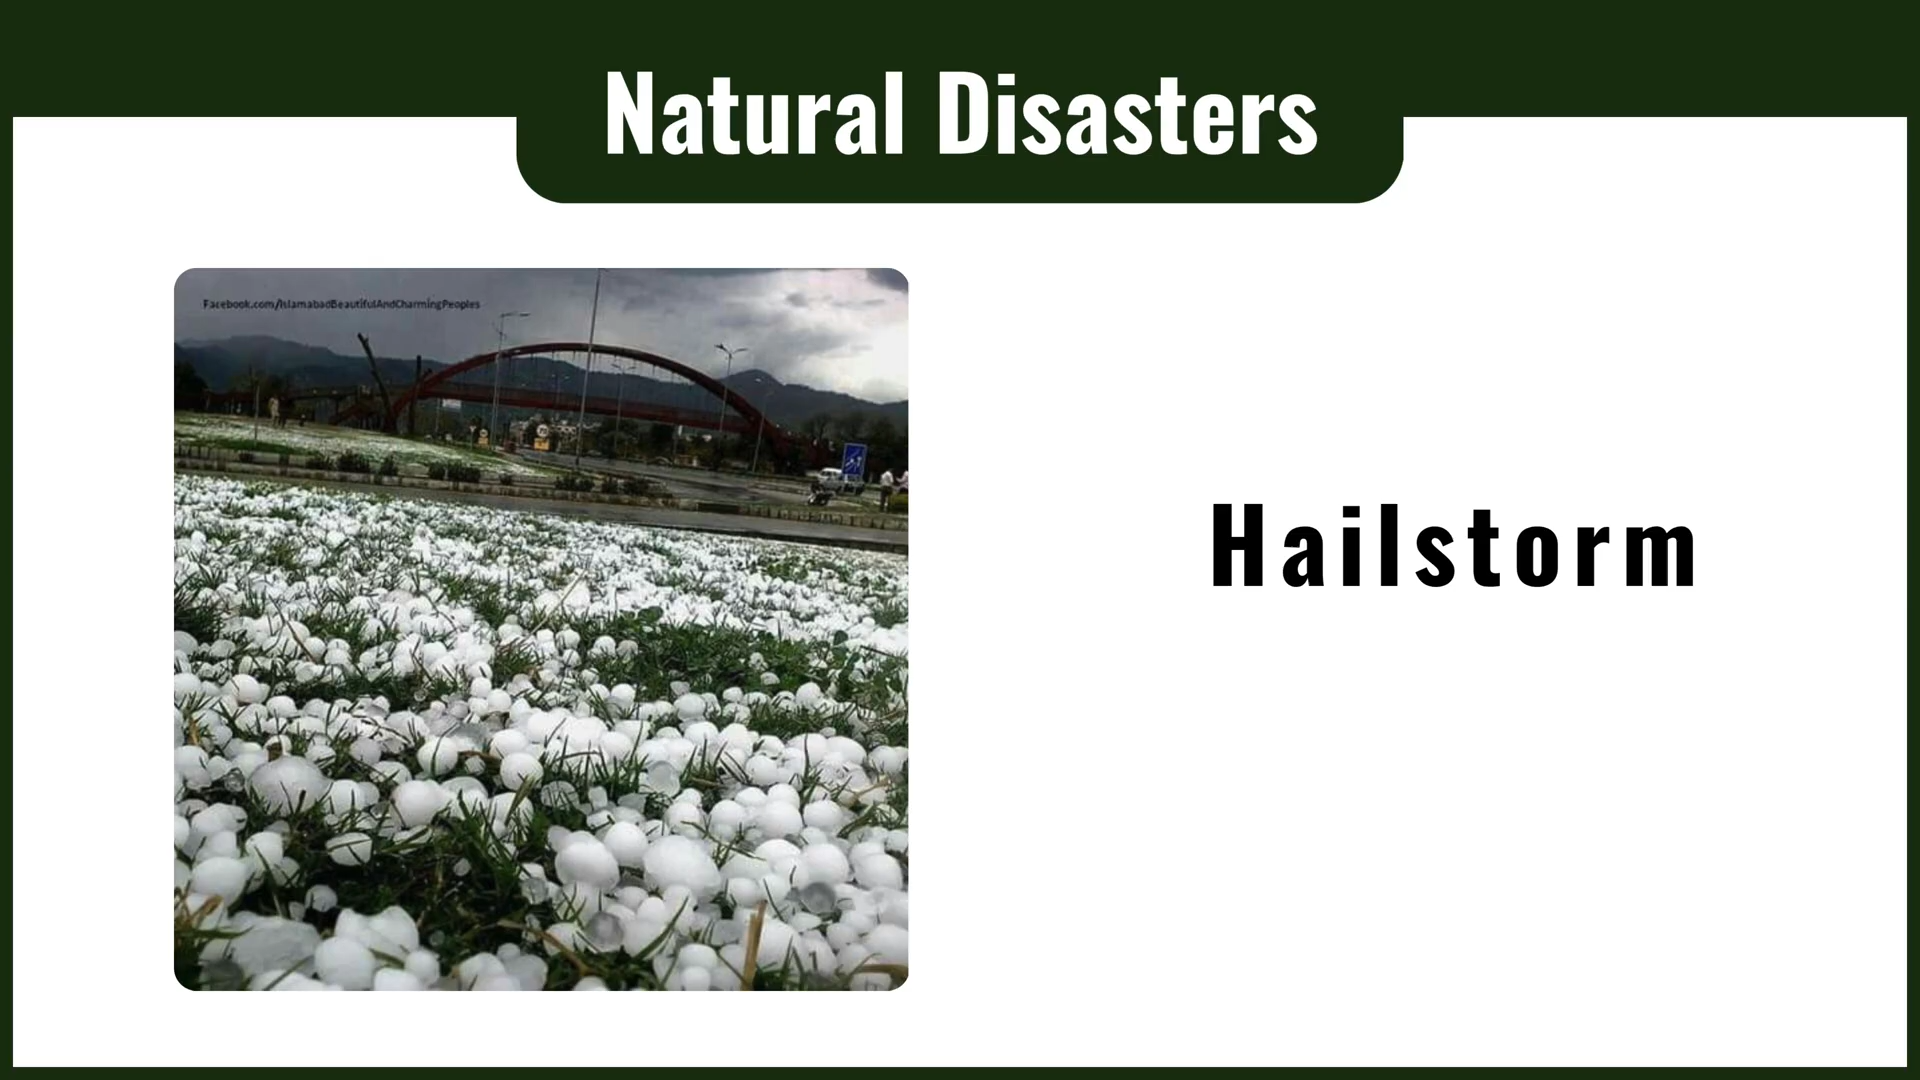 Natural Disasters
Facebook.com/IslamabadBeautifulAndCharmingPeoples
Hailstorm